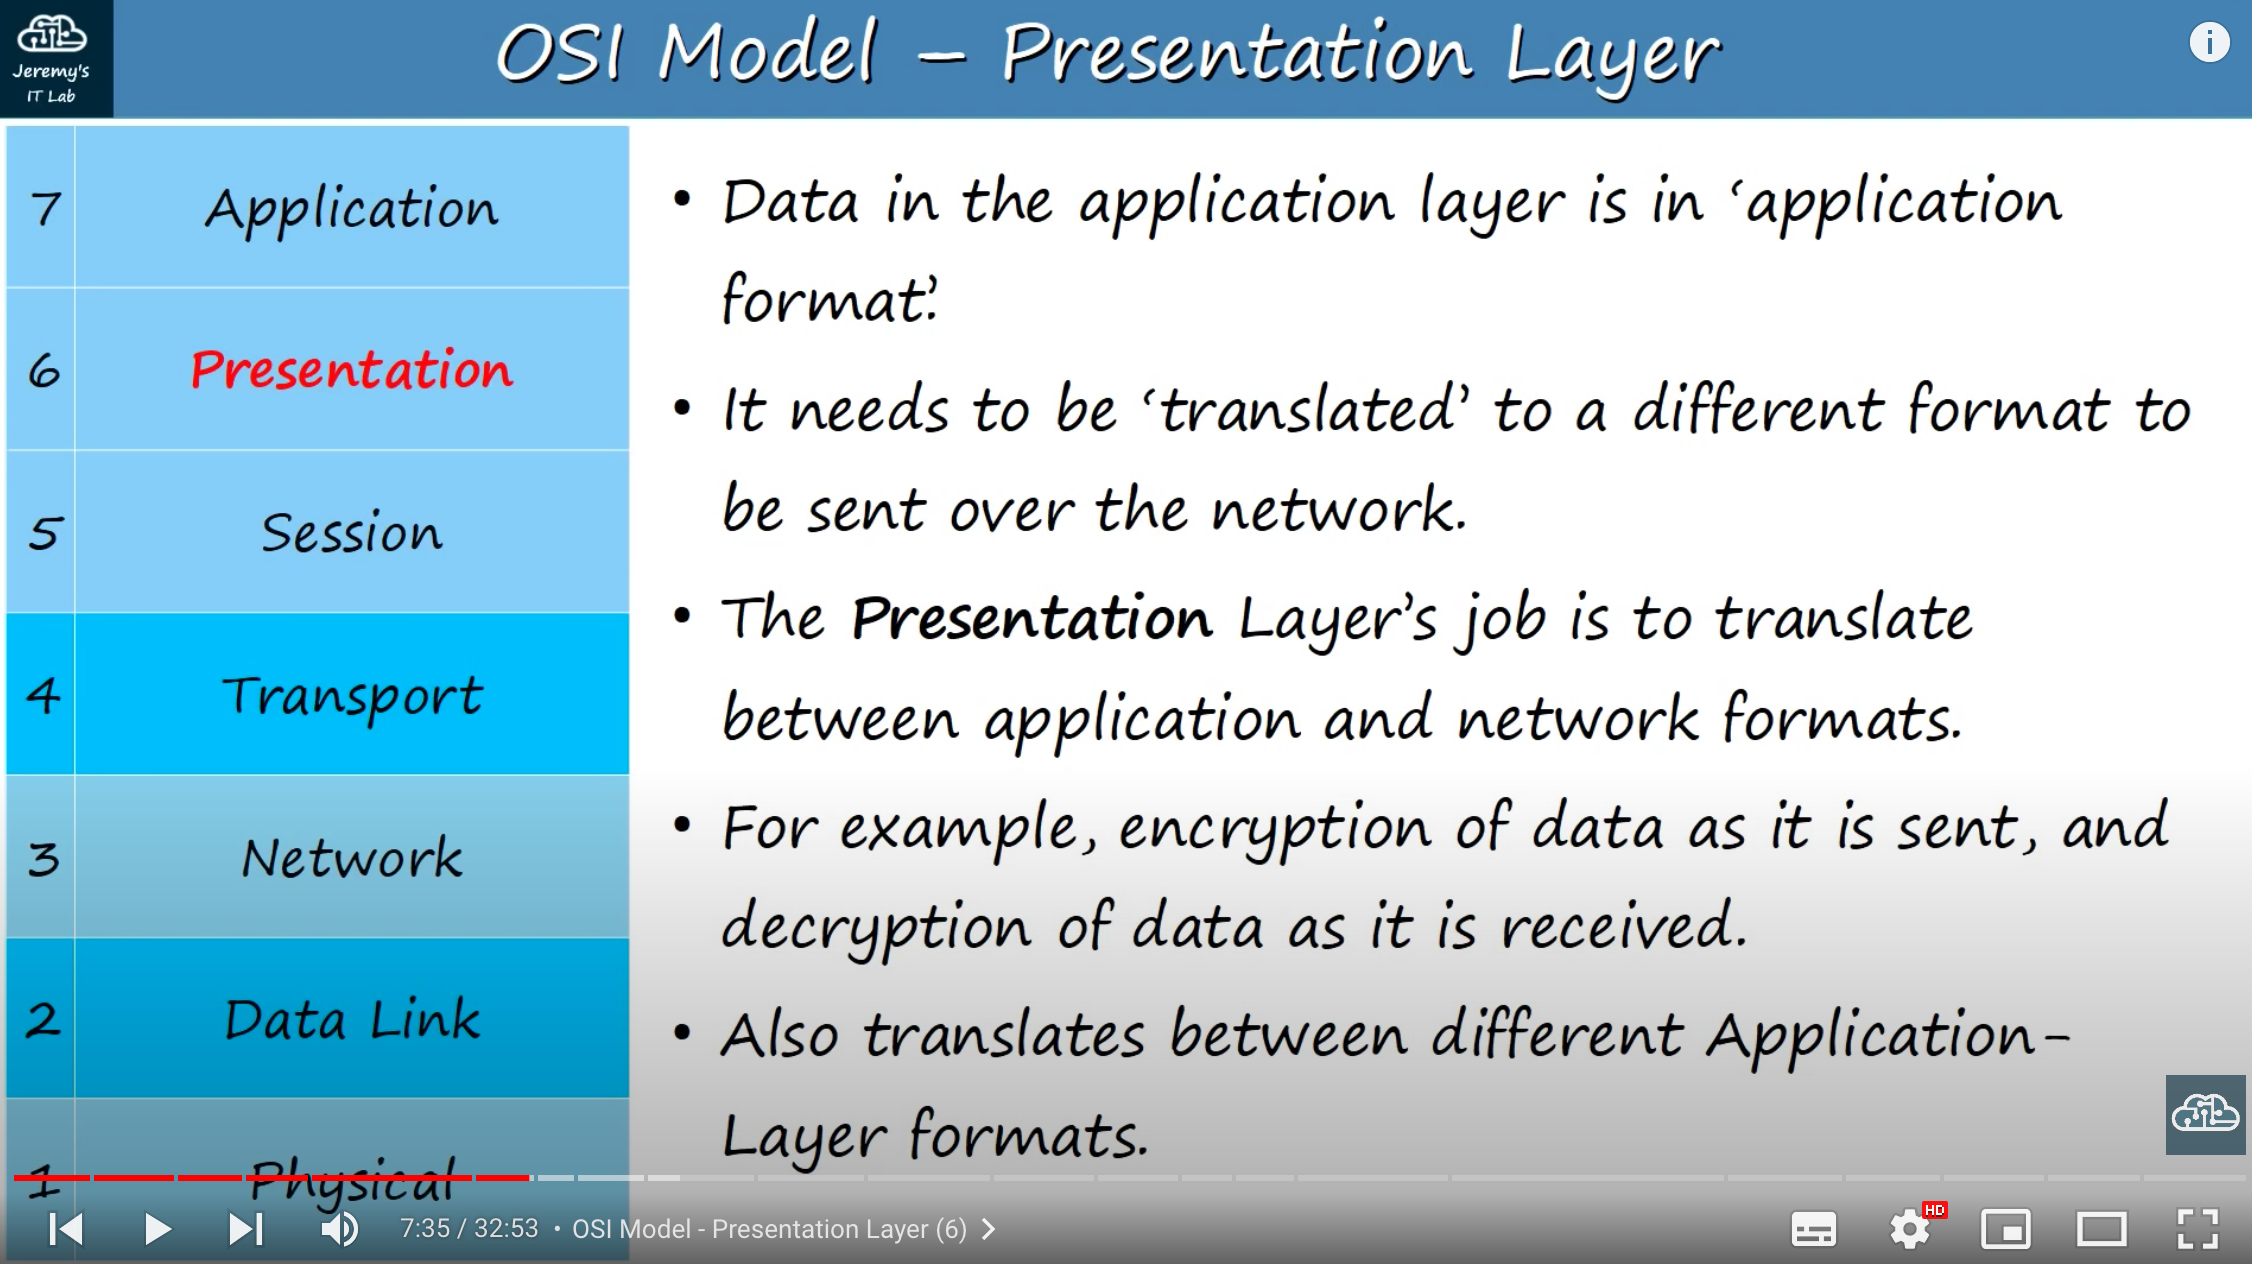 Jeremy's
IT Lab
OSI Model – Presentation Layer
7 Application
6 Presentation
5 Session
4 Transport
3 Network
2 Data Link
1 Physical
• Data in the application layer is in ‘application
format’.
• It needs to be ‘translated’ to a different format to
be sent over the network.
• The Presentation Layer’s job is to translate
between application and network formats.
• For example, encryption of data as it is sent, and
decryption of data as it is received.
• Also translates between different Application-
Layer formats.
7:35 / 32:53 • OSI Model - Presentation Layer (6)
HD